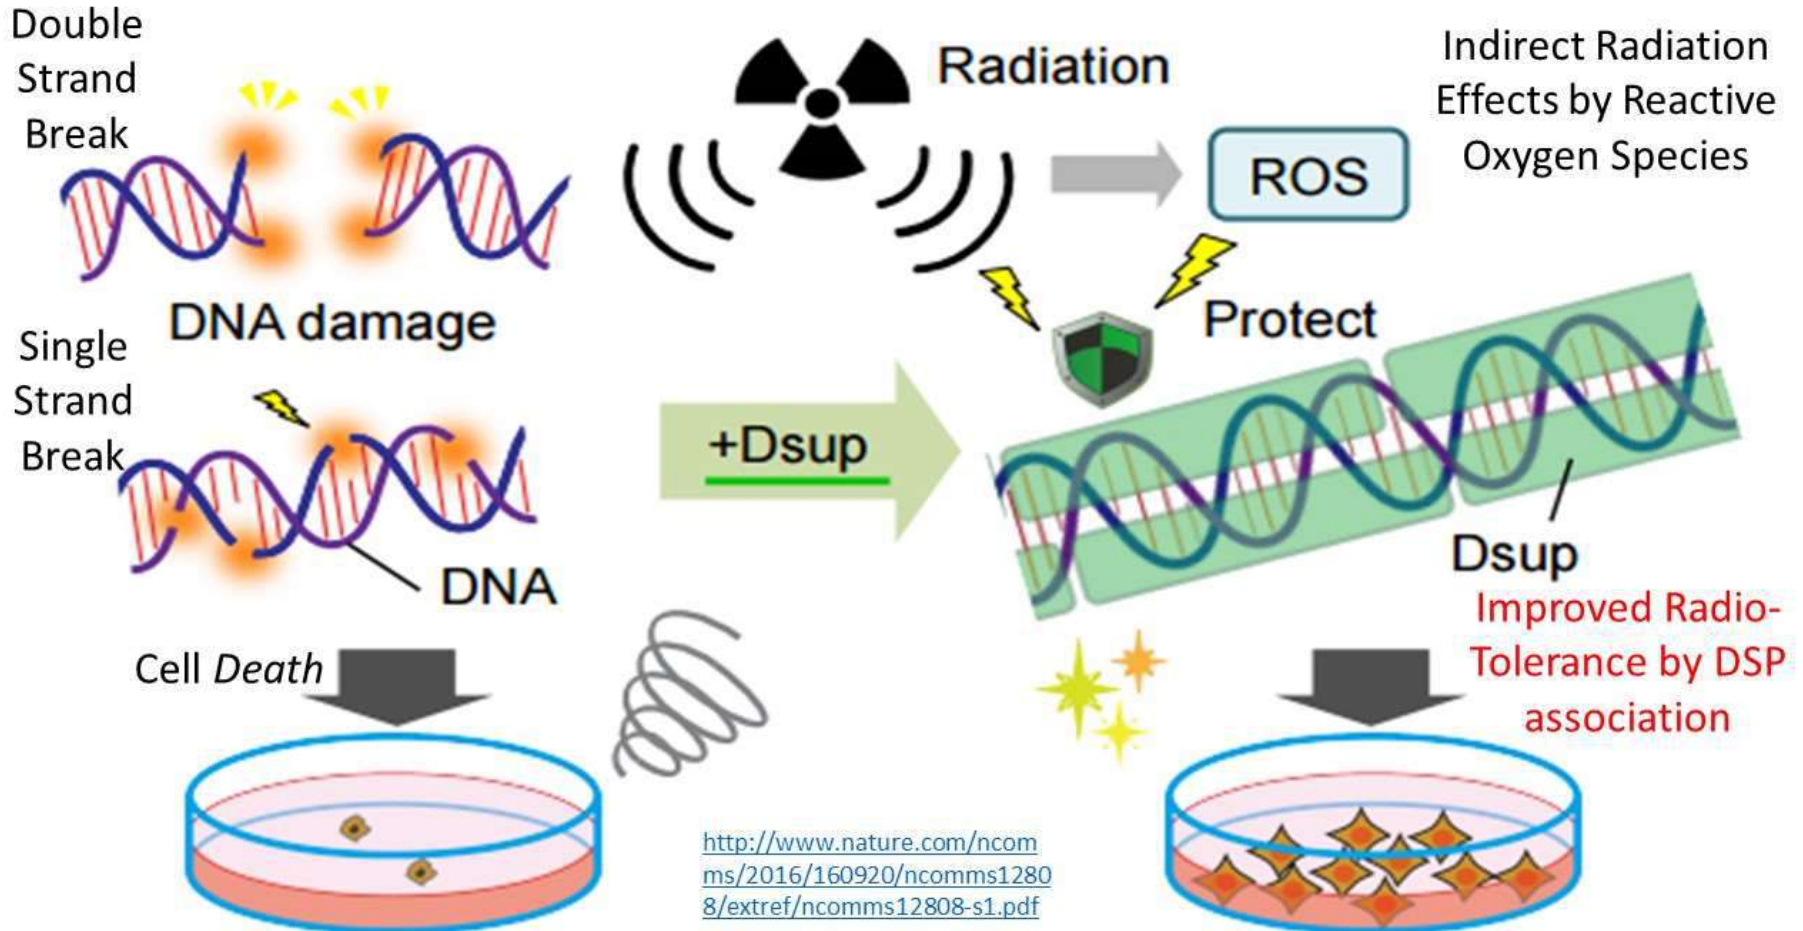 Double
Strand
Break
Radiation
Indirect Radiation
Effects by Reactive
Oxygen Species
ROS
DNA damage
Protect
Single
Strand
Break
+Dsup
DNA
Dsup
Improved Radio-
Tolerance by DSP
association
Cell Death
http://www.nature.com/ncom
ms/2016/160920/ncomms1280
8/extref/ncomms12808-s1.pdf